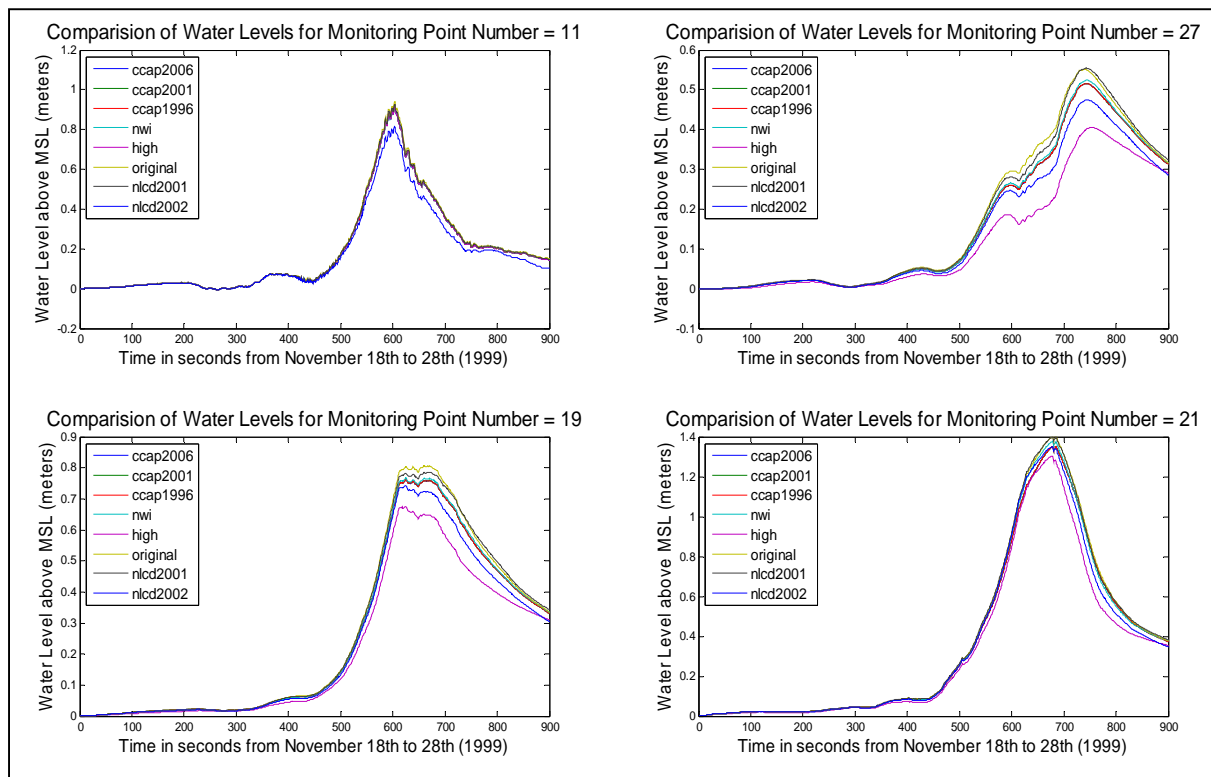 Comparision of Water Levels for Monitoring Point Number = 11
Water Level above MSL (meters)
1.2
1
0.8
0.6
0.4
0.2
0
-0.2
ccap2006
ccap2001
ccap1996
nwi
high
original
nlcd2001
nlcd2002
0 100 200 300 400 500 600 700 800 900
Time in seconds from November 18th to 28th (1999)
Comparision of Water Levels for Monitoring Point Number = 27
Water Level above MSL (meters)
0.6
0.5
0.4
0.3
0.2
0.1
0
-0.1
ccap2006
ccap2001
ccap1996
nwi
high
original
nlcd2001
nlcd2002
0 100 200 300 400 500 600 700 800 900
Time in seconds from November 18th to 28th (1999)
Comparision of Water Levels for Monitoring Point Number = 19
Water Level above MSL (meters)
0.9
0.8
0.7
0.6
0.5
0.4
0.3
0.2
0.1
0
ccap2006
ccap2001
ccap1996
nwi
high
original
nlcd2001
nlcd2002
0 100 200 300 400 500 600 700 800 900
Time in seconds from November 18th to 28th (1999)
Comparision of Water Levels for Monitoring Point Number = 21
Water Level above MSL (meters)
1.4
1.2
1
0.8
0.6
0.4
0.2
0
ccap2006
ccap2001
ccap1996
nwi
high
original
nlcd2001
nlcd2002
0 100 200 300 400 500 600 700 800 900
Time in seconds from November 18th to 28th (1999)